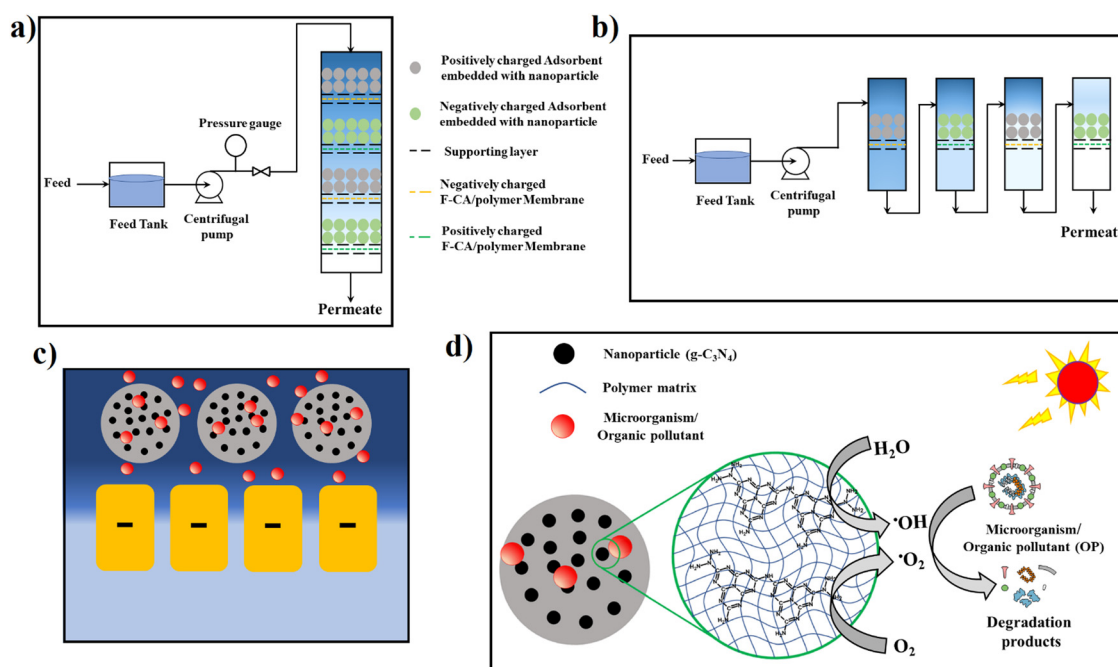 a)
Pressure gauge
Feed
Feed Tank
Centrifugal
pump
Permeate
Positively charged Adsorbent
embedded with nanoparticle
Negatively charged Adsorbent
embedded with nanoparticle
Supporting layer
Negatively charged
F-CA/polymer Membrane
Positively charged
F-CA/polymer Membrane
b)
Feed
Feed Tank
Centrifugal
pump
Permeate
c)
- - - -
d)
Nanoparticle (g-C₃N₄)
Polymer matrix
Microorganism/
Organic pollutant
H₂O
·OH
·O₂
O₂
Microorganism/
Organic pollutant (OP)
Degradation
products